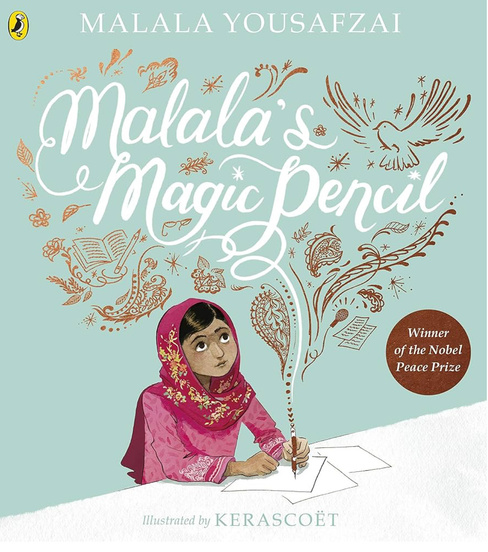 MALALA YOUSAFZAI
Malala's
Magic Pencil
Winner
of the Nobel
Peace Prize
Illustrated by KERASCOËT